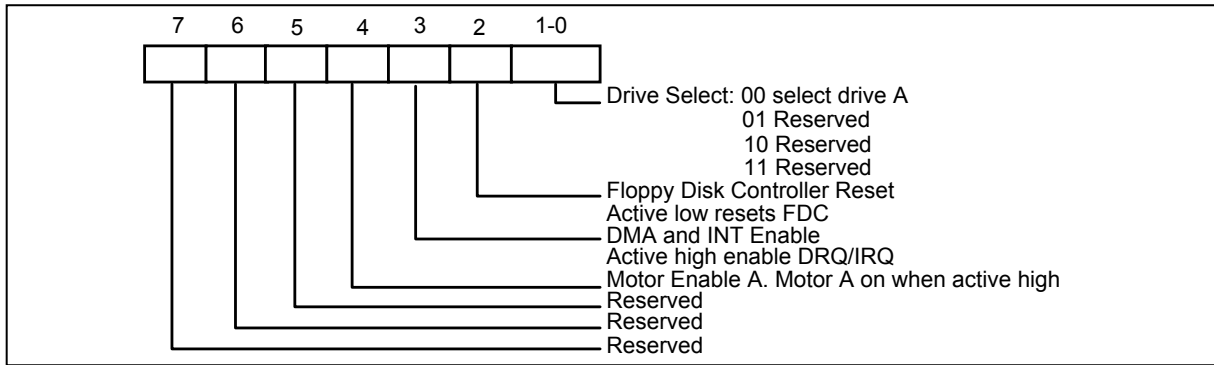 7 6 5 4 3 2 1-0
Drive Select: 00 select drive A
01 Reserved
10 Reserved
11 Reserved
Floppy Disk Controller Reset
Active low resets FDC
DMA and INT Enable
Active high enable DRQ/IRQ
Motor Enable A. Motor A on when active high
Reserved
Reserved
Reserved